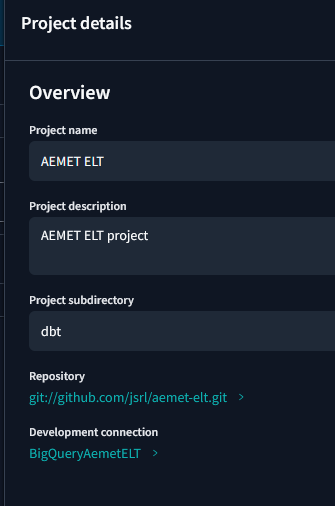 Project details
Overview
Project name
AEMET ELT
Project description
AEMET ELT project
Project subdirectory
dbt
Repository
git://github.com/jsrl/aemet-elt.git >
Development connection
BigQueryAemetELT >